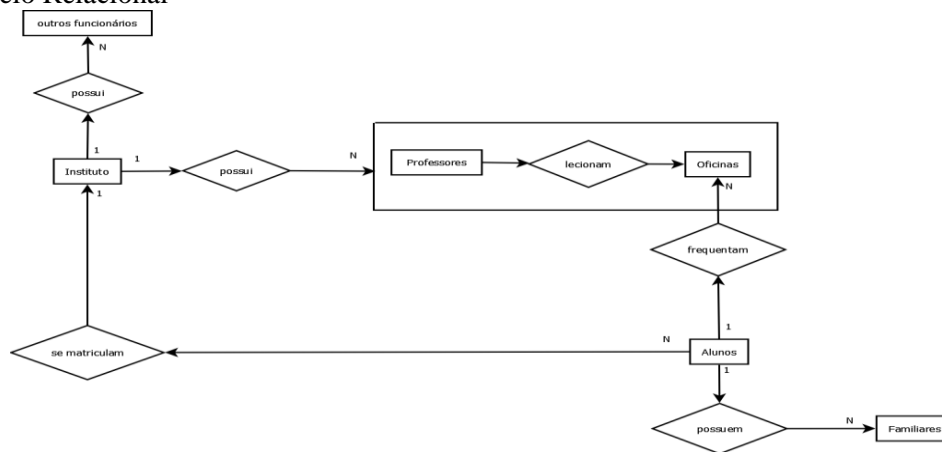 outros funcionários
N
possui
1
Instituto
1
possui
N
Professores
lecionam
Oficinas
1
N
frequentam
1
se matriculam
N
Alunos
1
possuem
N
Familiares